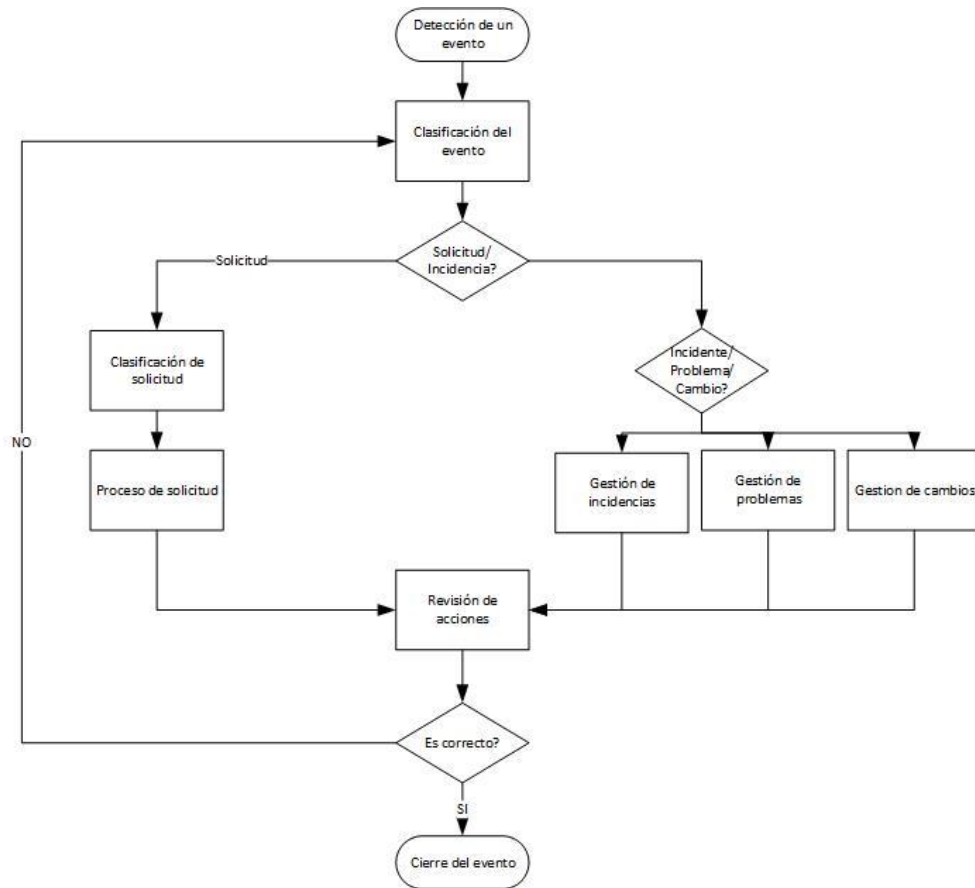 Detección de un
evento
Clasificación del
evento
Solicitud/
Incidencia?
Solicitud
Clasificación de
solicitud
Incidente/
Problema/
Cambio?
NO
Proceso de solicitud
Gestión de
incidencias
Gestión de
problemas
Gestion de cambios
Revisión de
acciones
Es correcto?
SI
Cierre del evento